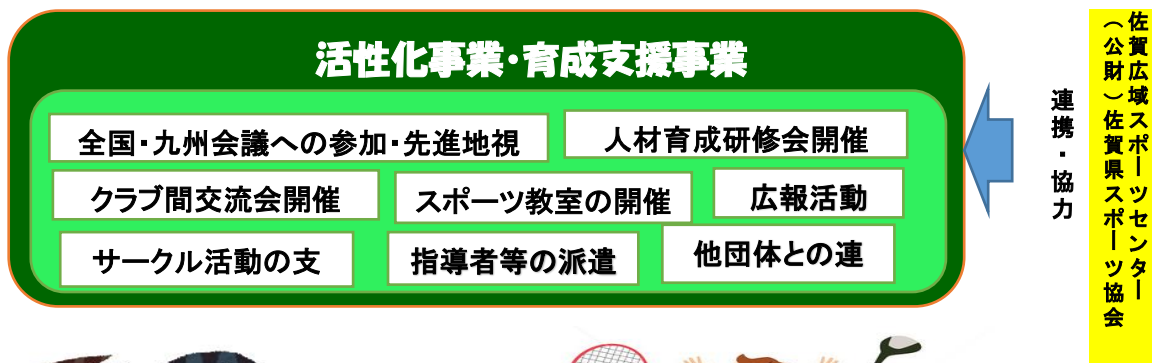 活性化事業・育成支援事業
全国・九州会議への参加・先進地視
人材育成研修会開催
クラブ間交流会開催
スポーツ教室の開催
広報活動
サークル活動の支
指導者等の派遣
他団体との連
連携・協力
佐賀広域スポーツセンター
（公財）佐賀県スポーツ協会